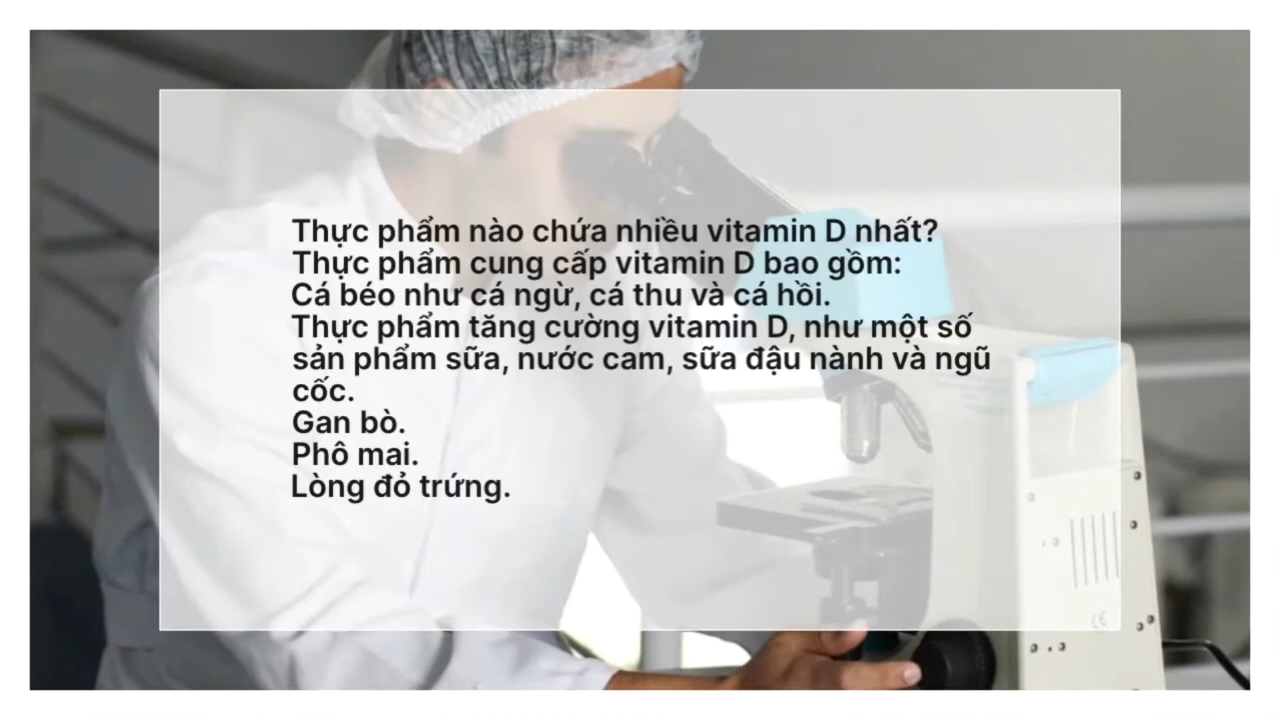 Thực phẩm nào chứa nhiều vitamin D nhất?
Thực phẩm cung cấp vitamin D bao gồm:
Cá béo như cá ngừ, cá thu và cá hồi.
Thực phẩm tăng cường vitamin D, như một số
sản phẩm sữa, nước cam, sữa đậu nành và ngũ
cốc.
Gan bò.
Phô mai.
Lòng đỏ trứng.
CE